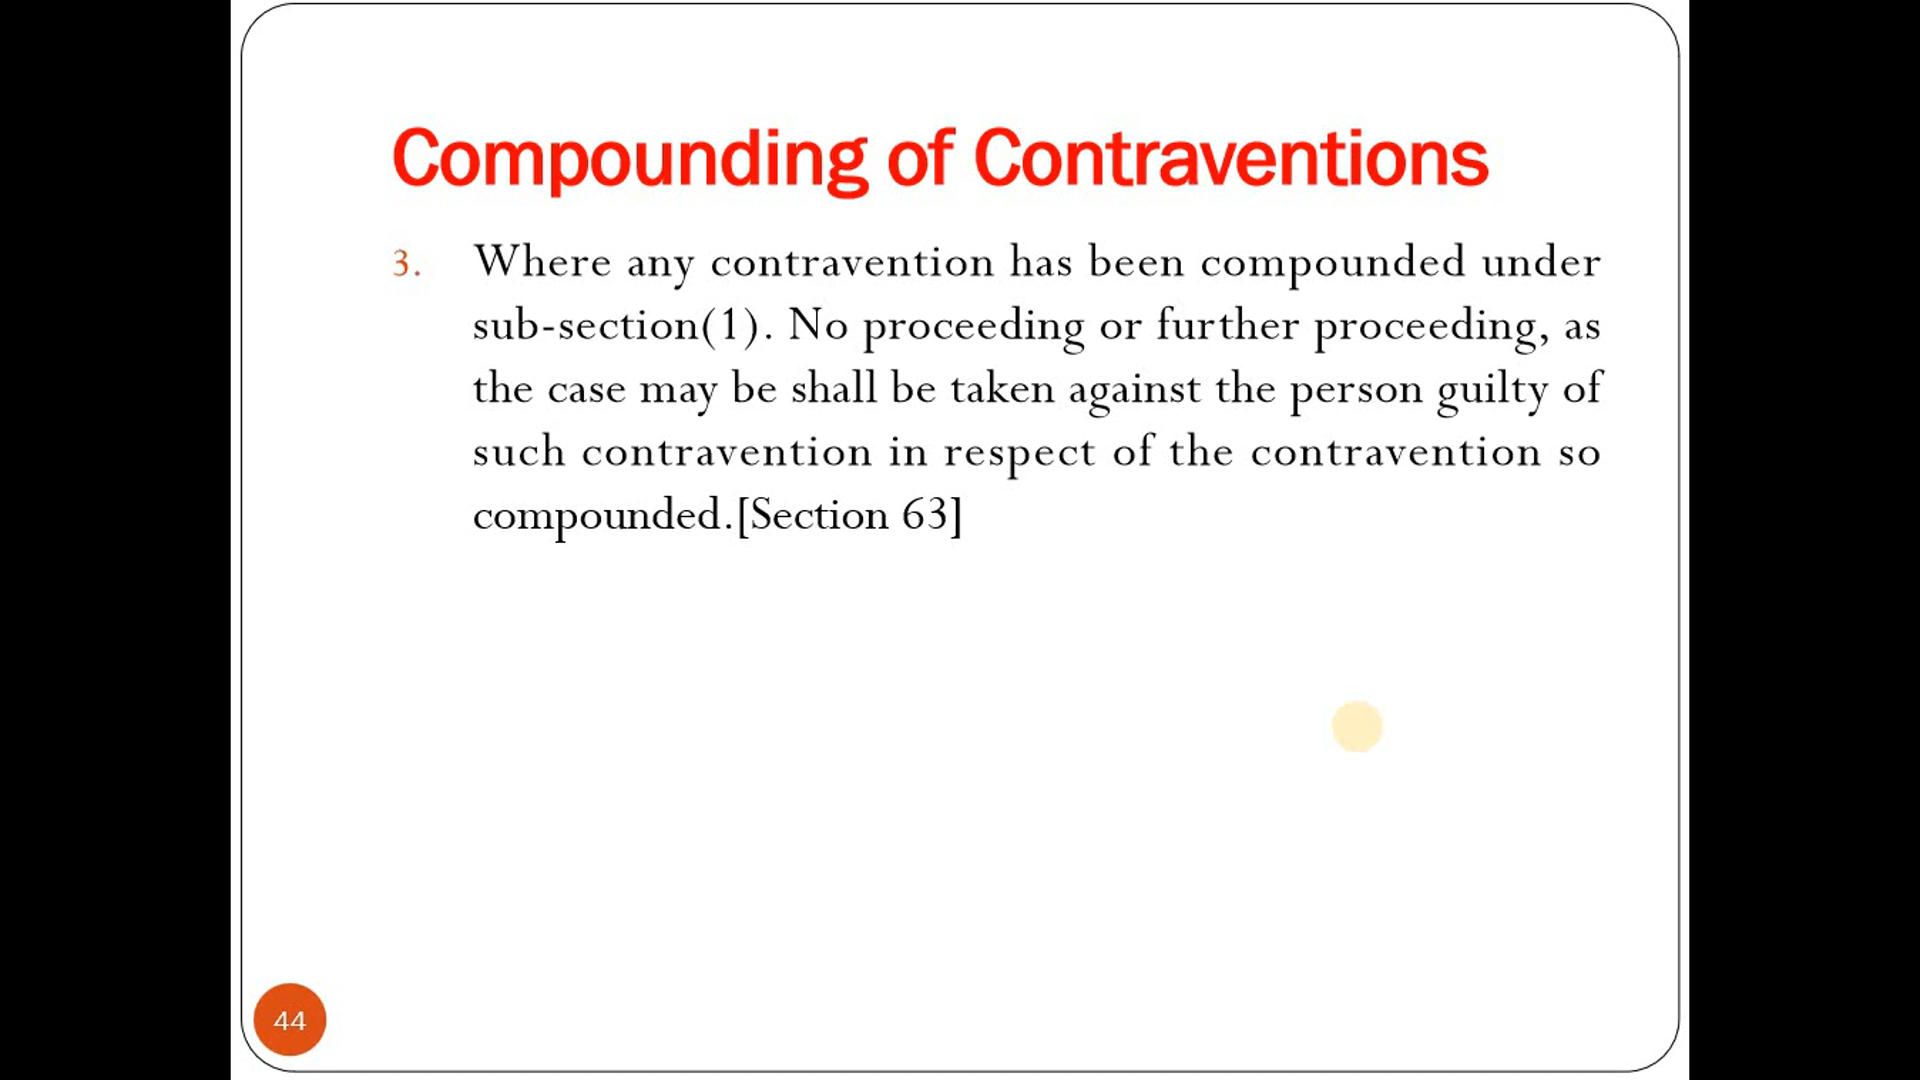 Compounding of Contraventions
3. Where any contravention has been compounded under
sub-section(1). No proceeding or further proceeding, as
the case may be shall be taken against the person guilty of
such contravention in respect of the contravention so
compounded.[Section 63]
44